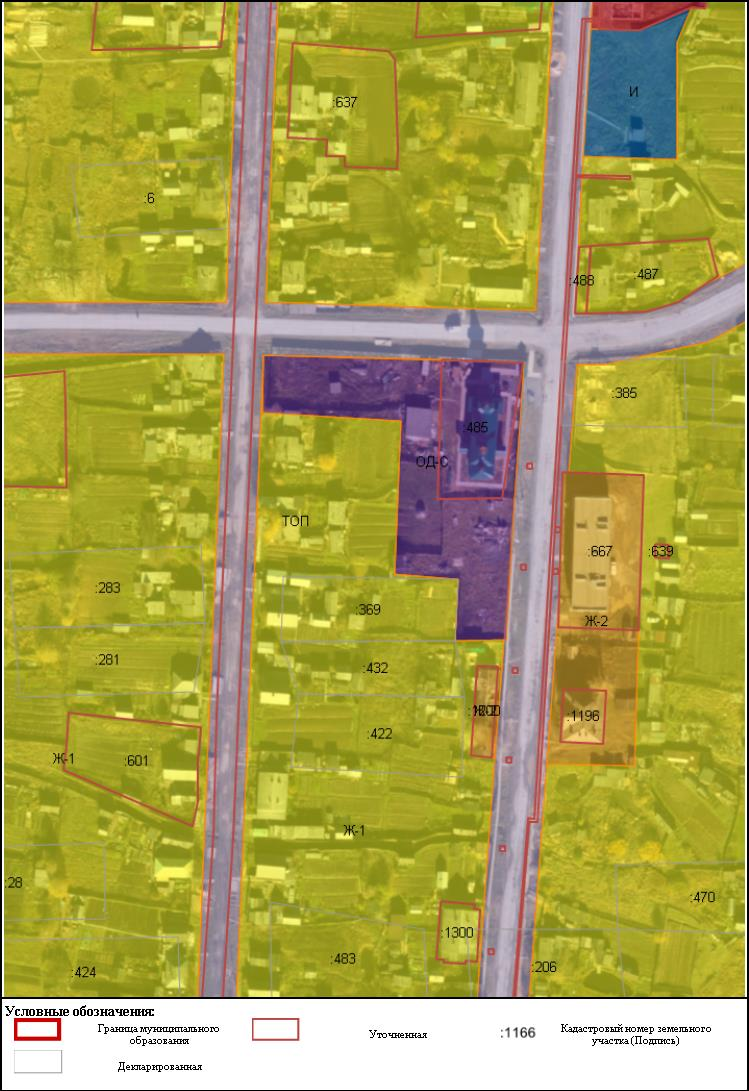 И
:637
:6
:488
:487
:385
:485
ОД-С
ТОП
:667
:639
:283
:369
Ж-2
:281
:432
:1196
:422
Ж-1
:601
Ж-1
:28
:470
:1300
:483
:206
:424
Условные обозначения:
Граница муниципального
образования
Уточненная
:1166
Кадастровый номер земельного
участка (Подпись)
Декларированная